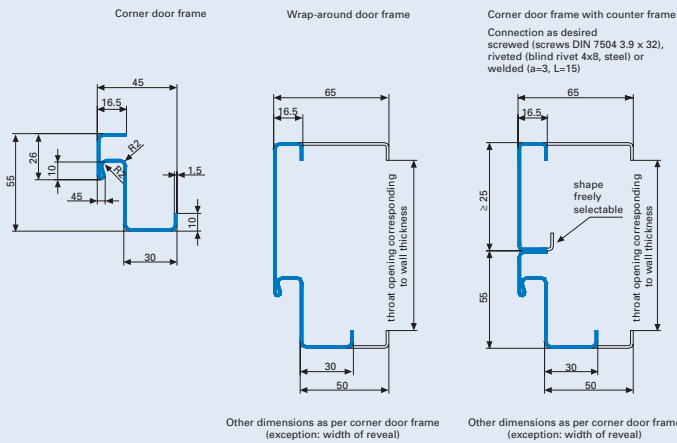 Corner door frame
Wrap-around door frame
Corner door frame with counter frame
Connection as desired
screwed (screws DIN 7504 3.9 x 32),
riveted (blind rivet 4x8, steel) or
welded (a=3, L=15)
45
16.5
55
26
10
R2
R2
45
1.5
10
30
65
16.5
throat opening corresponding
to wall thickness
30
50
65
16.5
≥ 25
55
shape
freely
selectable
throat opening corresponding
to wall thickness
30
50
Other dimensions as per corner door frame
(exception: width of reveal)
Other dimensions as per corner door frame
(exception: width of reveal)